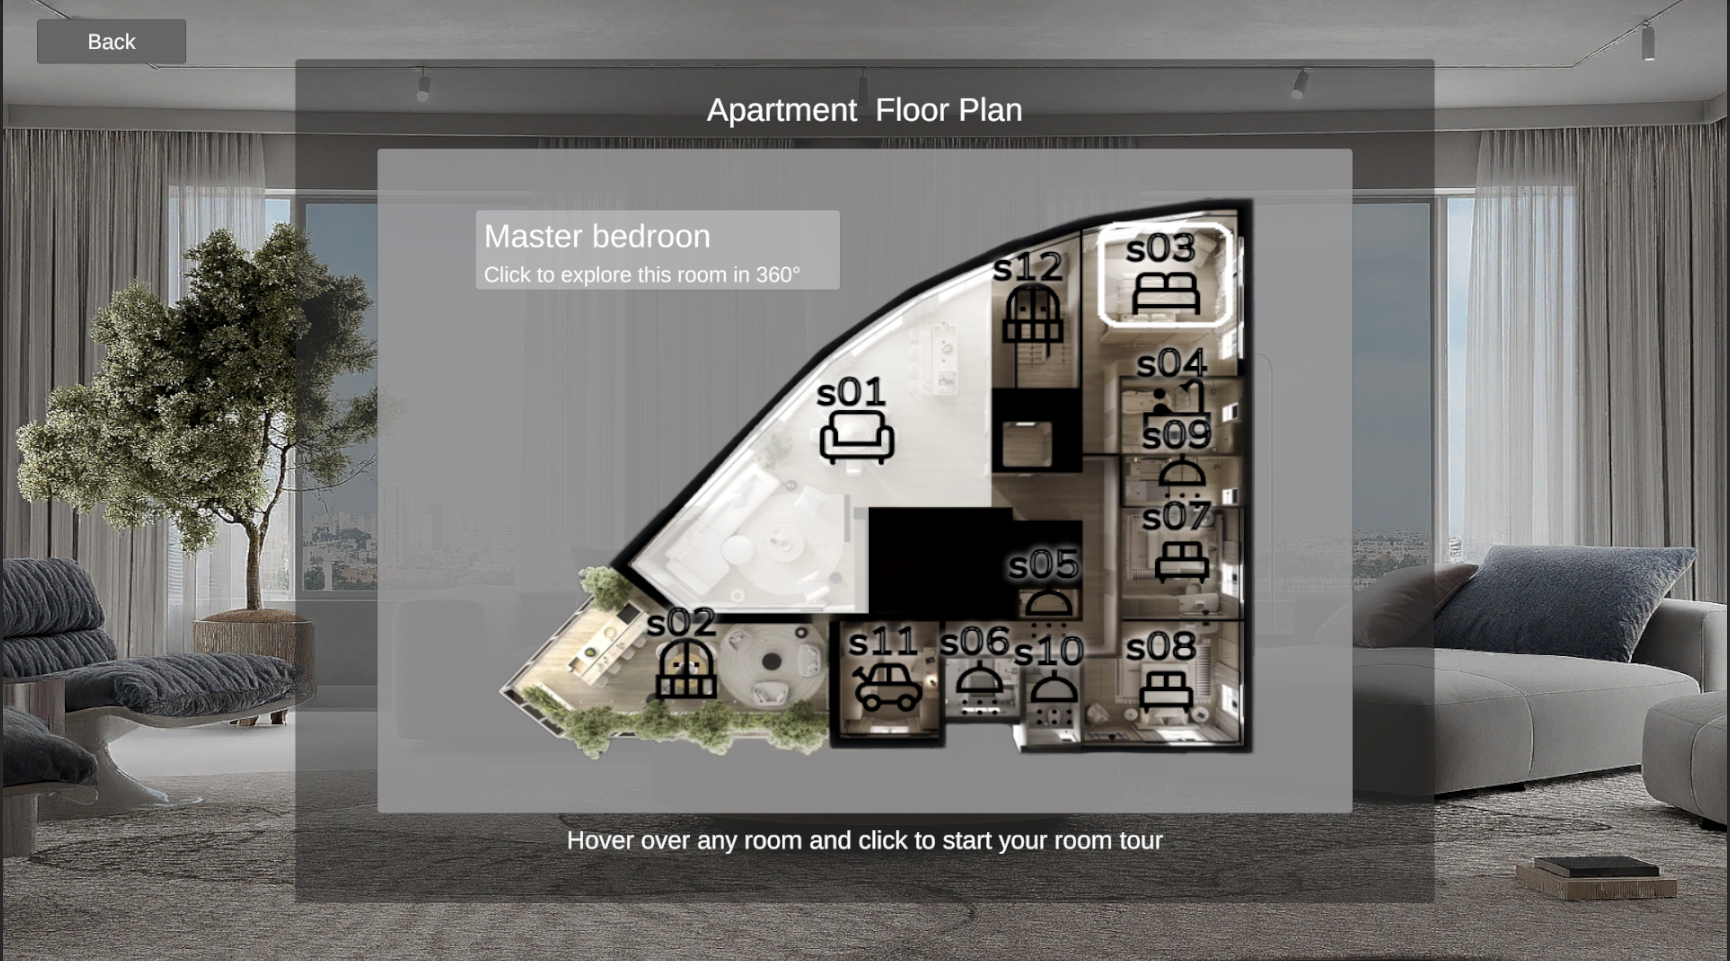 Back
Apartment  Floor Plan
Master bedroon
Click to explore this room in 360°
s12
s03
s04
s01
s09
s07
s05
s02
s11
s06
s10
s08
Hover over any room and click to start your room tour